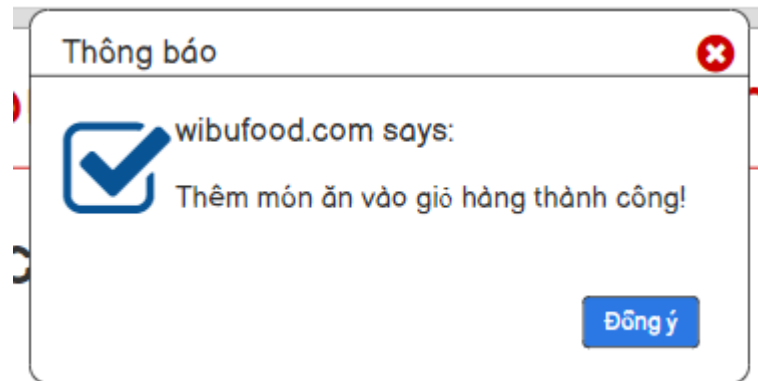 Thông báo
wibufood.com says:
Thêm món ăn vào giỏ hàng thành công!
Đồng ý